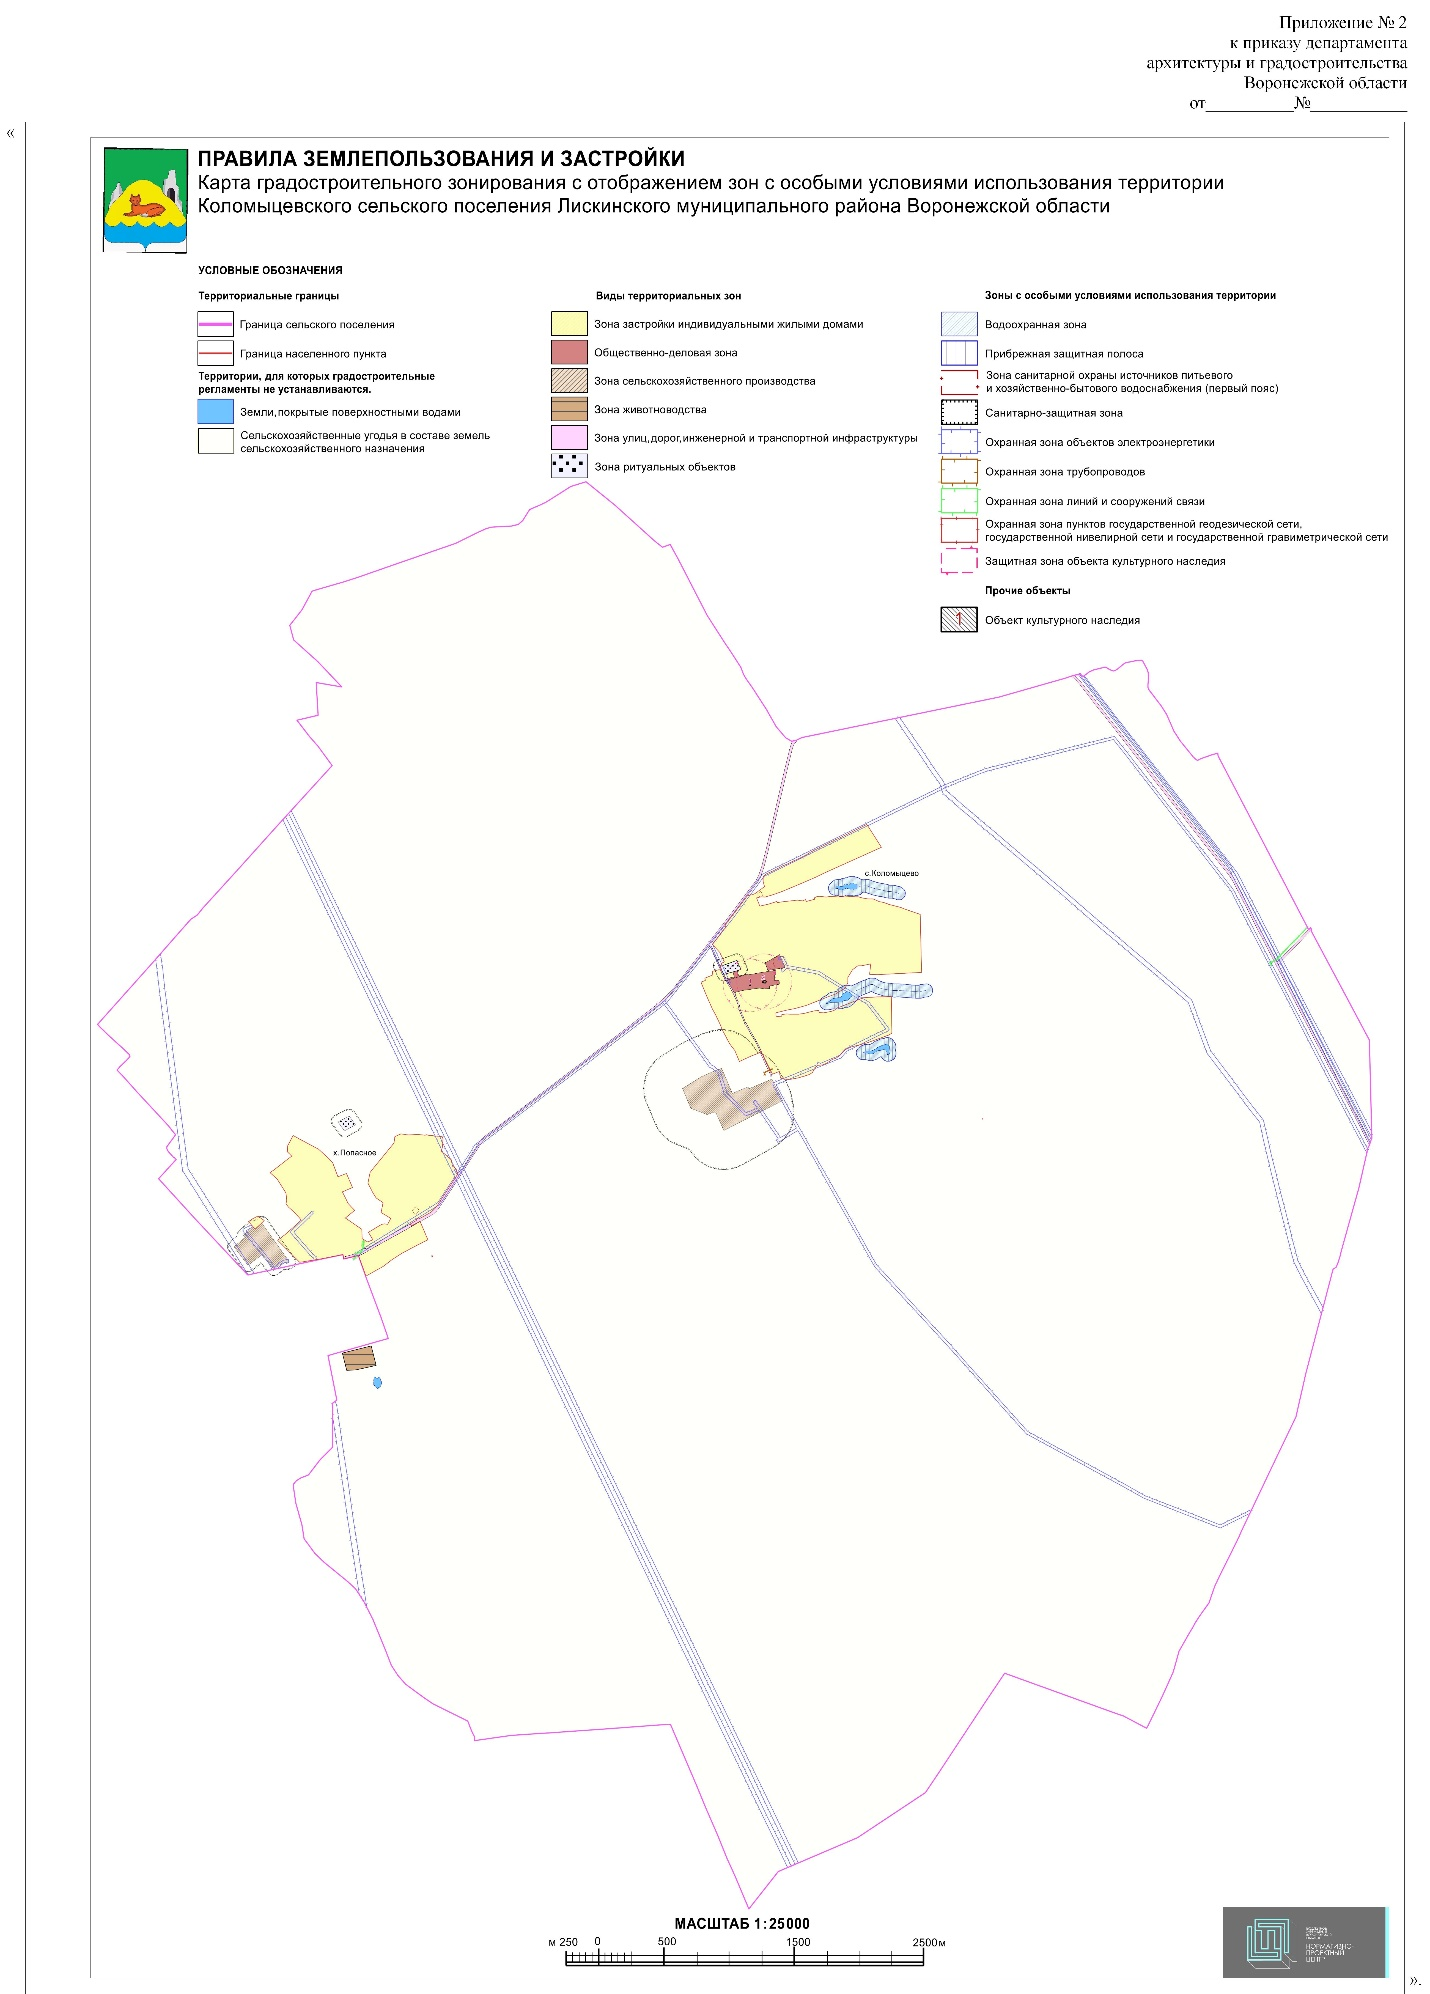 Приложение № 2
к приказу департамента
архитектуры и градостроительства
Воронежской области
от___________№____________
«
ПРАВИЛА ЗЕМЛЕПОЛЬЗОВАНИЯ И ЗАСТРОЙКИ
Карта градостроительного зонирования с отображением зон с особыми условиями использования территории
Коломыцевского сельского поселения Лискинского муниципального района Воронежской области
УСЛОВНЫЕ ОБОЗНАЧЕНИЯ
Территориальные границы
Граница сельского поселения
Граница населенного пункта
Территории, для которых градостроительные
регламенты не устанавливаются.
Земли, покрытые поверхностными водами
Сельскохозяйственные угодья в составе земель
сельскохозяйственного назначения
Виды территориальных зон
Зона застройки индивидуальными жилыми домами
Общественно-деловая зона
Зона сельскохозяйственного производства
Зона животноводства
Зона улиц, дорог, инженерной и транспортной инфраструктуры
Зона ритуальных объектов
Зоны с особыми условиями использования территории
Водоохранная зона
Прибрежная защитная полоса
Зона санитарной охраны источников питьевого
и хозяйственно-бытового водоснабжения (первый пояс)
Санитарно-защитная зона
Охранная зона объектов электроэнергетики
Охранная зона трубопроводов
Охранная зона линий и сооружений связи
Охранная зона пунктов государственной геодезической сети,
государственной нивелирной сети и государственной гравиметрической сети
Защитная зона объекта культурного наследия
Прочие объекты
1
Объект культурного наследия
с.Коломыцево
х.Попасное
МАСШТАБ 1:25000
м 250 0 500 1500 2500м
НОРМАТИВНО-
ПРОЕКТНЫЙ
ЦЕНТР
».